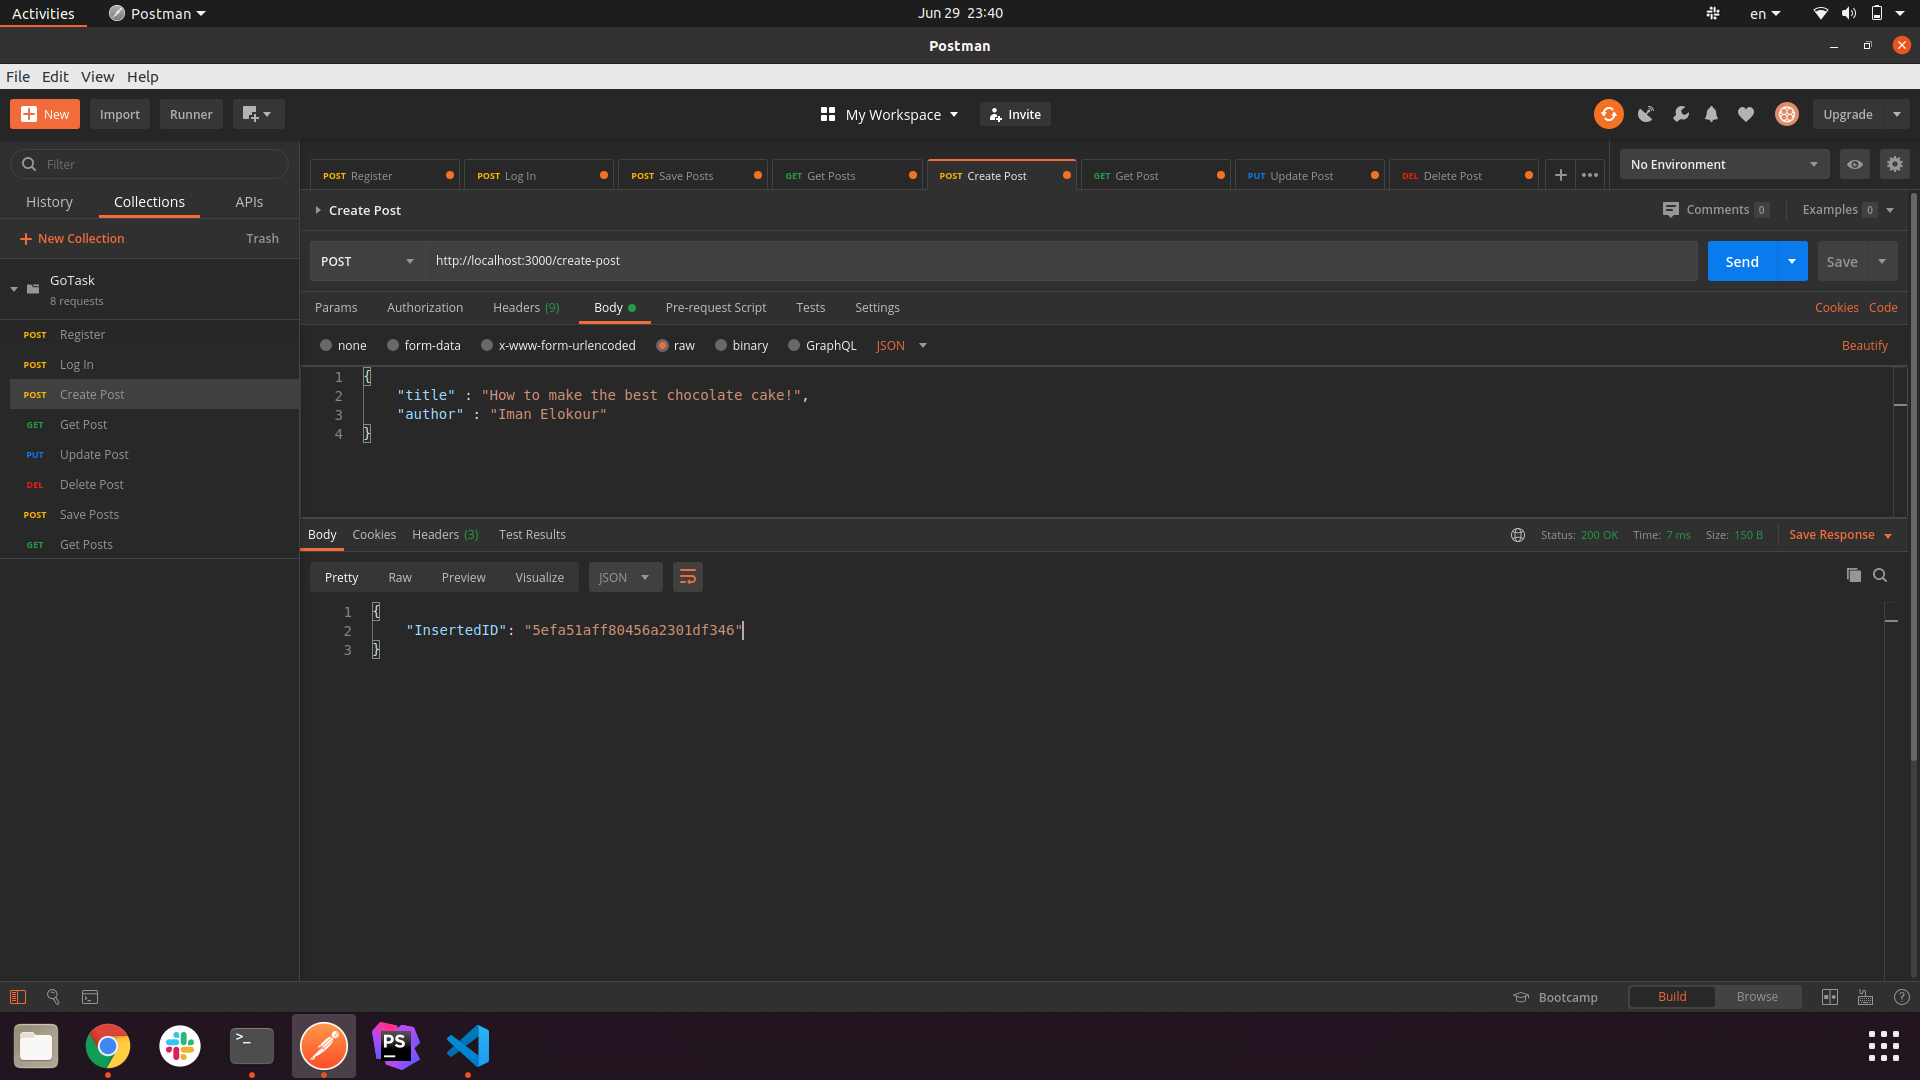 Activities Postman Jun 29 23:40 en
Postman
File Edit View Help
New Import Runner My Workspace Invite Upgrade
Filter
History Collections APIs
New Collection Trash
GoTask
8 requests
POST Register
POST Log In
POST Create Post
GET Get Post
PUT Update Post
DEL Delete Post
POST Save Posts
GET Get Posts
POST Register POST Log In POST Save Posts GET Get Posts POST Create Post GET Get Post PUT Update Post DEL Delete Post No Environment
Create Post Comments 0 Examples 0
POST http://localhost:3000/create-post Send Save
Params Authorization Headers (9) Body Pre-request Script Tests Settings Cookies Code
none form-data x-www-form-urlencoded raw binary GraphQL JSON Beautify
1 {
2 "title" : "How to make the best chocolate cake!",
3 "author" : "Iman Elokour"
4 }
Body Cookies Headers (3) Test Results Status: 200 OK Time: 7 ms Size: 150 B Save Response
Pretty Raw Preview Visualize JSON
1 {
2 "InsertedID": "5efa51aff80456a2301df346"
3 }
Bootcamp Build Browse
>_ PS